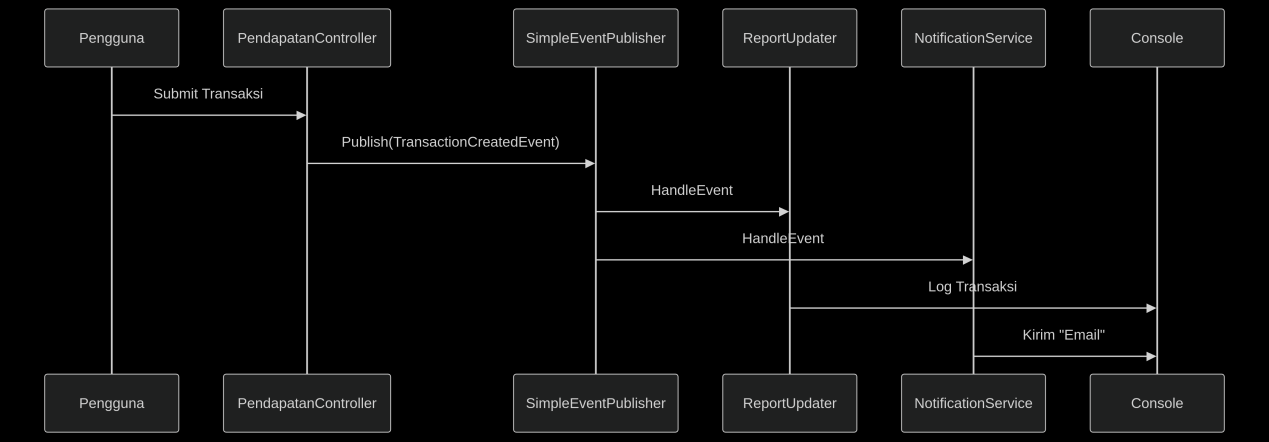 Pengguna
PendapatanController
SimpleEventPublisher
ReportUpdater
NotificationService
Console
Submit Transaksi
Publish(TransactionCreatedEvent)
HandleEvent
HandleEvent
Log Transaksi
Kirim "Email"
Pengguna
PendapatanController
SimpleEventPublisher
ReportUpdater
NotificationService
Console